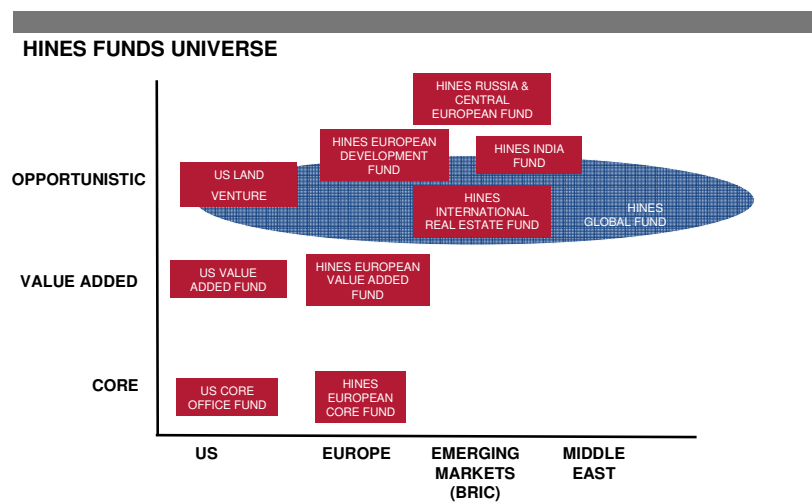 HINES FUNDS UNIVERSE
HINES RUSSIA &
CENTRAL
EUROPEAN FUND
HINES EUROPEAN
DEVELOPMENT
FUND
HINES INDIA
FUND
OPPORTUNISTIC
US LAND
VENTURE
HINES
INTERNATIONAL
REAL ESTATE FUND
HINES
GLOBAL FUND
VALUE ADDED
US VALUE
ADDED FUND
HINES EUROPEAN
VALUE ADDED
FUND
CORE
US CORE
OFFICE FUND
HINES
EUROPEAN
CORE FUND
US
EUROPE
EMERGING
MARKETS
(BRIC)
MIDDLE
EAST